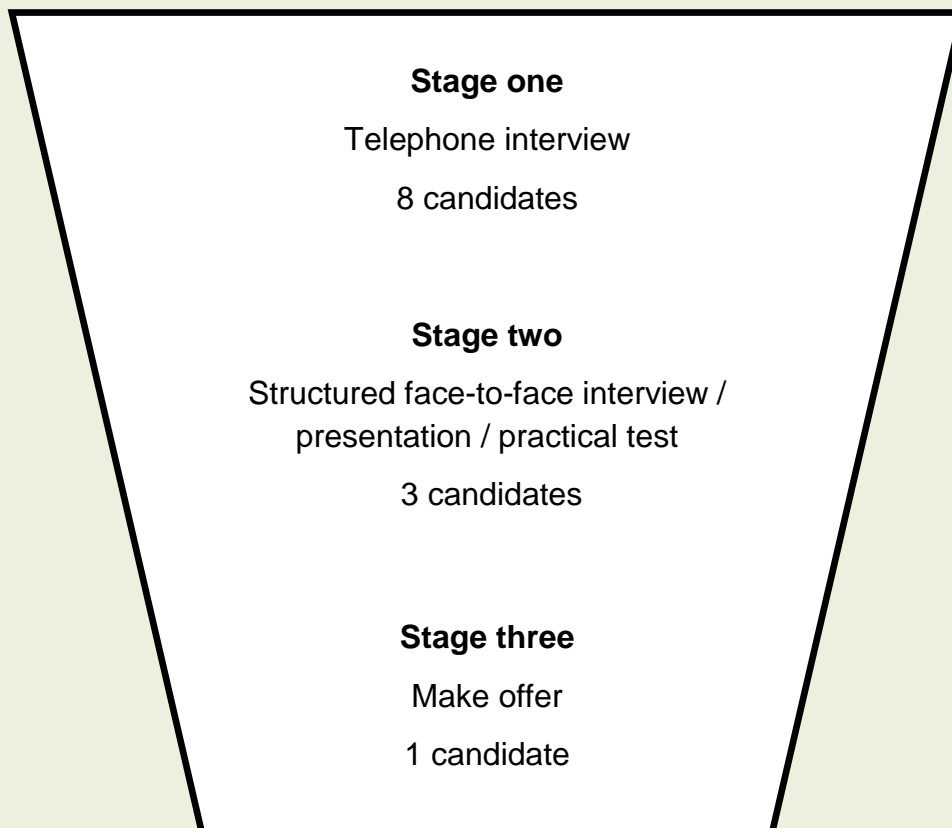 Stage one
Telephone interview
8 candidates
Stage two
Structured face-to-face interview /
presentation / practical test
3 candidates
Stage three
Make offer
1 candidate